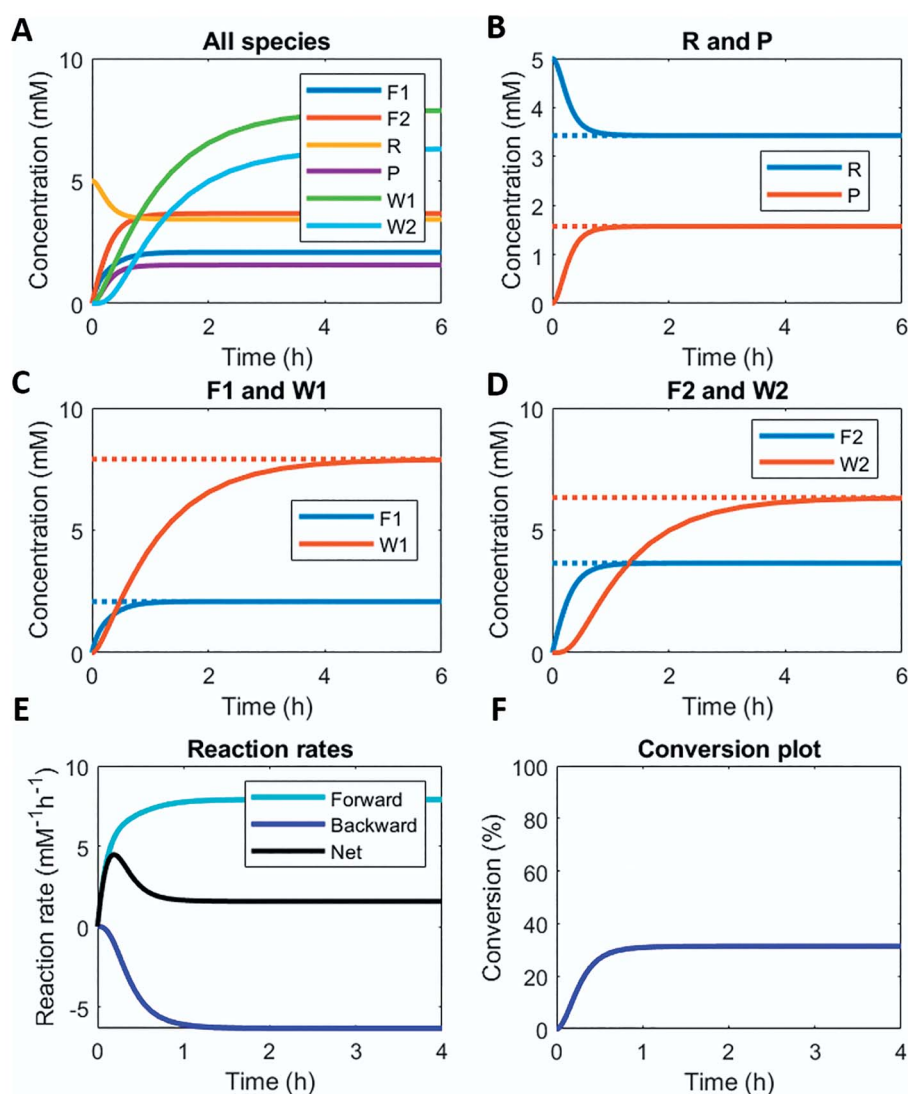 A
All species
Concentration (mM)
10
5
0
F1
F2
R
P
W1
W2
0 2 4 6
Time (h)
B
R and P
Concentration (mM)
5
4
3
2
1
0
R
P
0 2 4 6
Time (h)
C
F1 and W1
Concentration (mM)
10
5
0
F1
W1
0 2 4 6
Time (h)
D
F2 and W2
Concentration (mM)
10
5
0
F2
W2
0 2 4 6
Time (h)
E
Reaction rates
Reaction rate (mM⁻¹h⁻¹)
10
5
0
-5
Forward
Backward
Net
0 1 2 3 4
Time (h)
F
Conversion plot
Conversion (%)
100
80
60
40
20
0
0 1 2 3 4
Time (h)